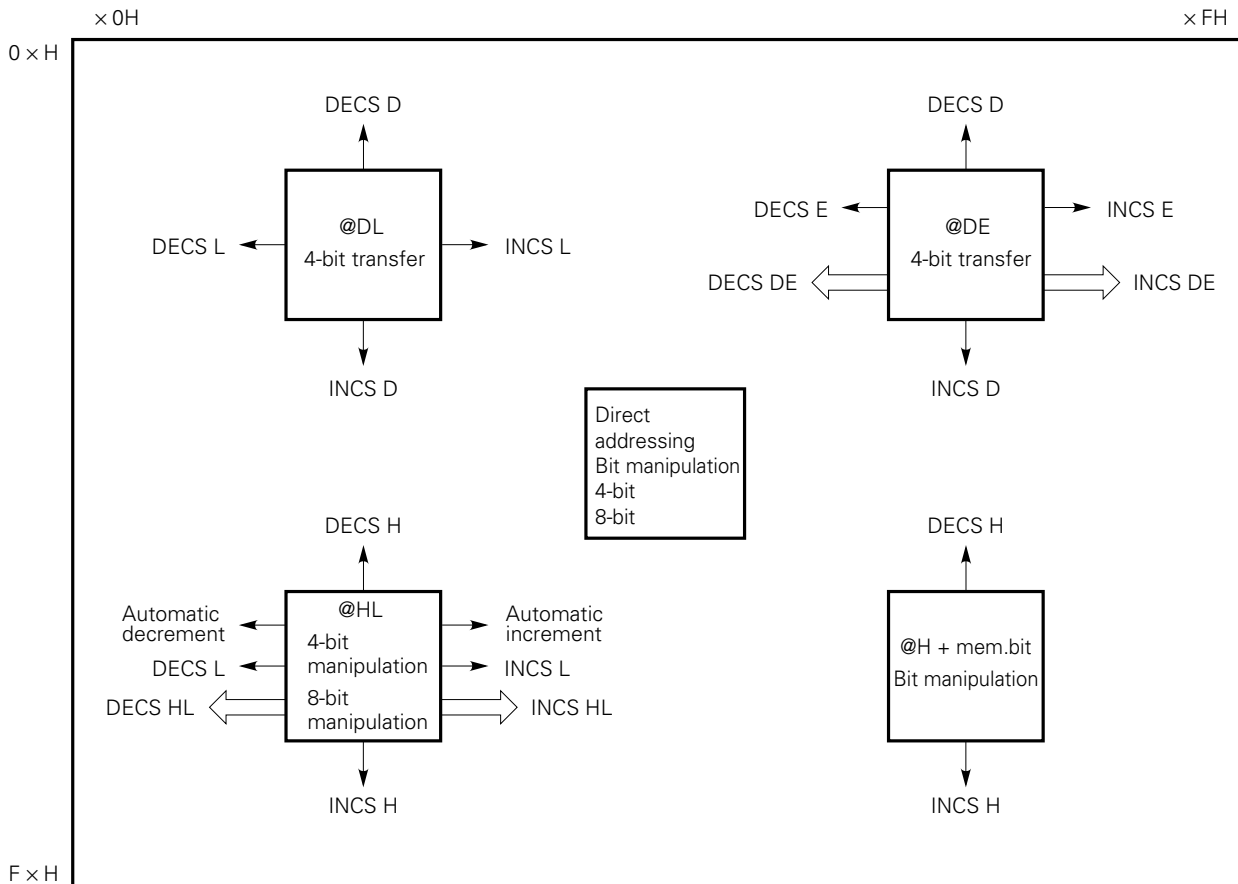 × 0H
× FH
0 × H
DECS D
DECS D
@DL
4-bit transfer
DECS L
INCS L
INCS D
DECS E
INCS E
@DE
4-bit transfer
DECS DE
INCS DE
INCS D
Direct
addressing
Bit manipulation
4-bit
8-bit
DECS H
Automatic
decrement
@HL
4-bit
manipulation
8-bit
manipulation
Automatic
increment
DECS L
INCS L
DECS HL
INCS HL
INCS H
DECS H
@H + mem.bit
Bit manipulation
INCS H
F × H